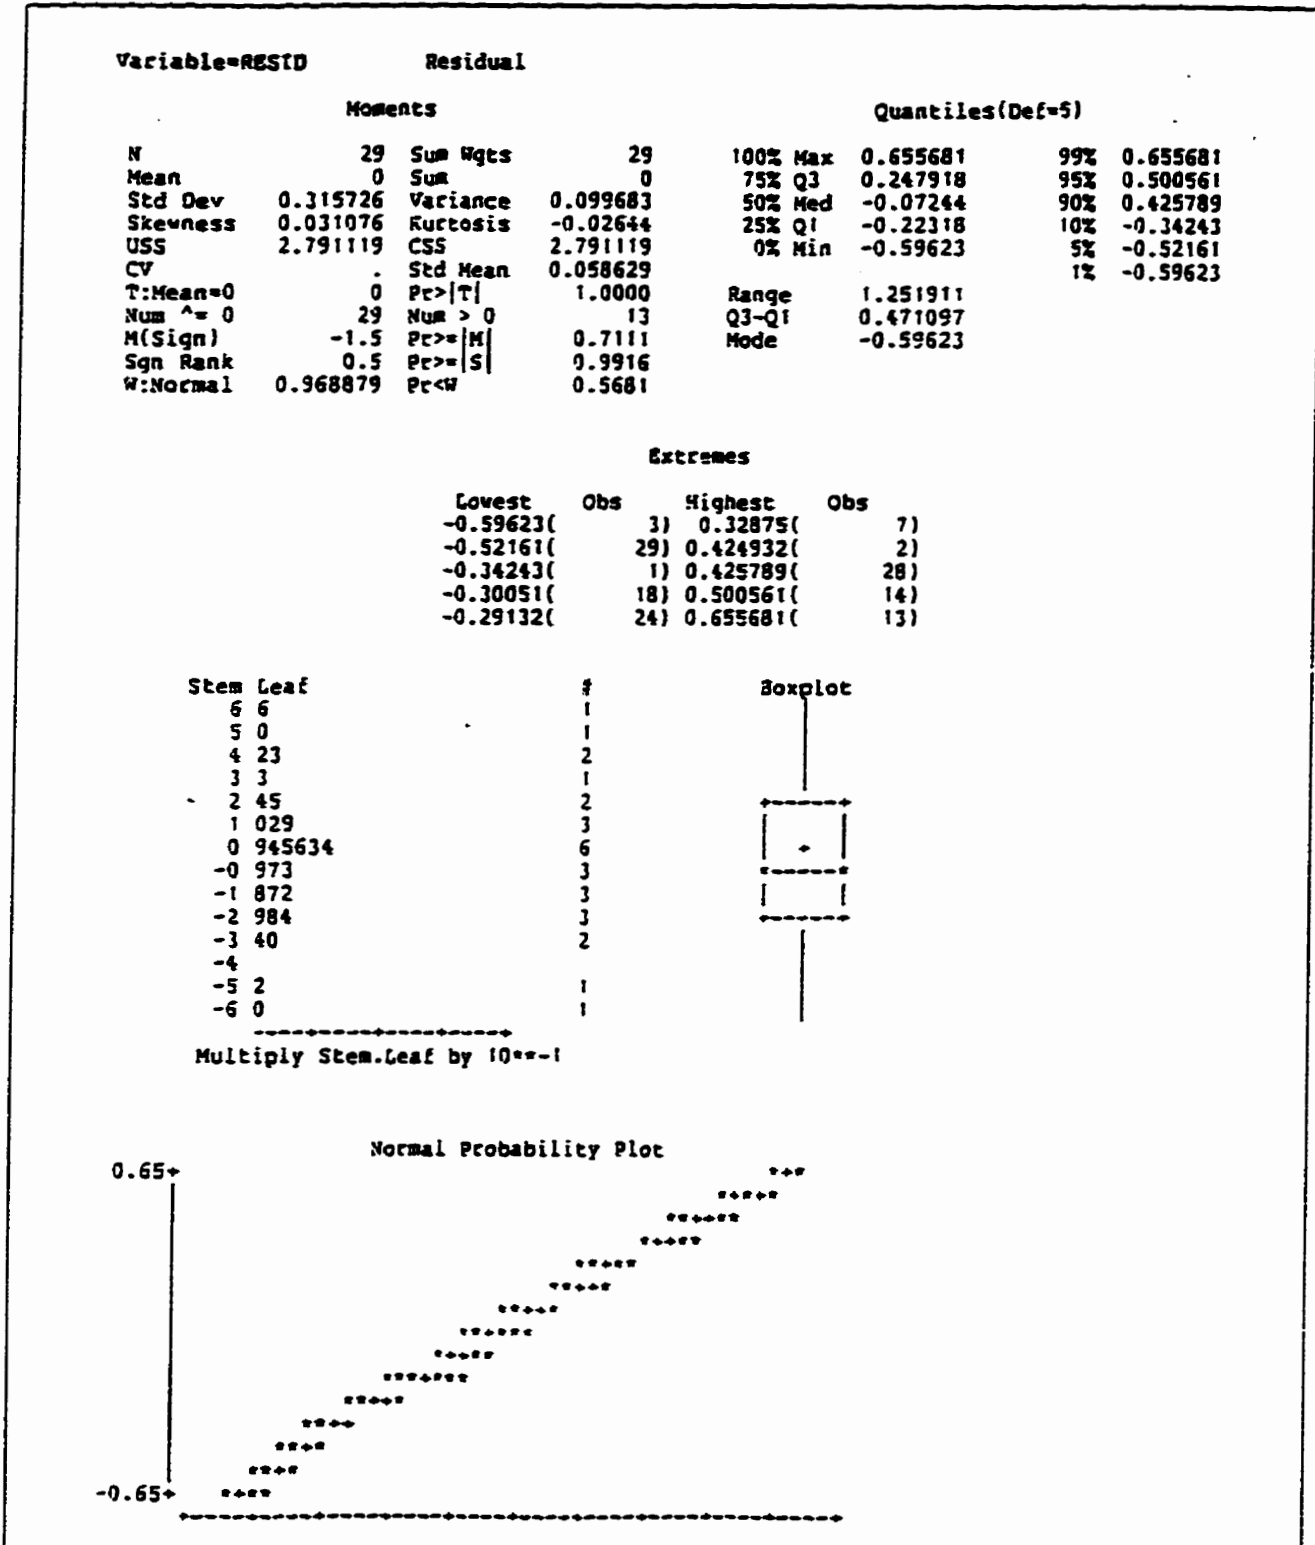 Variable=RESID Residual
Moments
Quantiles(Def=5)
N 29 Sum Wgts 29 100% Max 0.655681 99% 0.655681
Mean 0 Sum 0 75% Q3 0.247918 95% 0.500561
Std Dev 0.315726 Variance 0.099683 50% Med -0.07244 90% 0.425789
Skewness 0.031076 Kurtosis -0.02644 25% Q1 -0.22318 10% -0.34243
USS 2.791119 CSS 2.791119 0% Min -0.59623 5% -0.52161
CV . Std Mean 0.058629 1% -0.59623
T:Mean=0 0 Pr>|T| 1.0000 Range 1.251911
Num ^= 0 29 Num > 0 13 Q3-Q1 0.471097
M(Sign) -1.5 Pr>=|M| 0.7111 Mode -0.59623
Sgn Rank 0.5 Pr>=|S| 0.9916
W:Normal 0.968879 Pr<W 0.5681
Extremes
Lowest Obs Highest Obs
-0.59623( 3) 0.32875( 7)
-0.52161( 29) 0.424932( 2)
-0.34243( 1) 0.425789( 28)
-0.30051( 18) 0.500561( 14)
-0.29132( 24) 0.655681( 13)
Stem Leaf # Boxplot
6 6 1
5 0 1
4 23 2
3 3 1
2 45 2
1 029 3
0 945634 6
-0 973 3
-1 872 3
-2 984 3
-3 40 2
-4
-5 2 1
-6 0 1
Multiply Stem.Leaf by 10**-1
Normal Probability Plot
0.65+
-0.65+